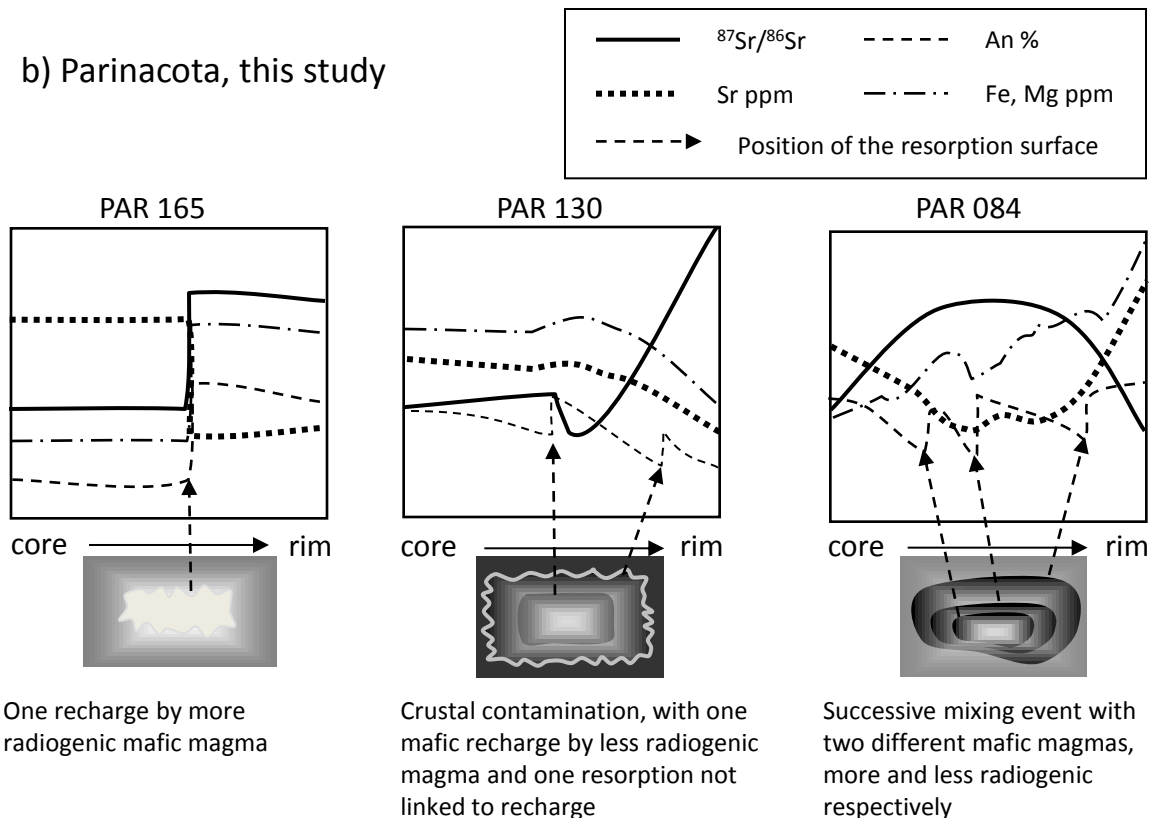 b) Parinacota, this study
⁸⁷Sr/⁸⁶Sr
An %
Sr ppm
Fe, Mg ppm
Position of the resorption surface
PAR 165
PAR 130
PAR 084
core
rim
core
rim
core
rim
One recharge by more
radiogenic mafic magma
Crustal contamination, with one
mafic recharge by less radiogenic
magma and one resorption not
linked to recharge
Successive mixing event with
two different mafic magmas,
more and less radiogenic
respectively